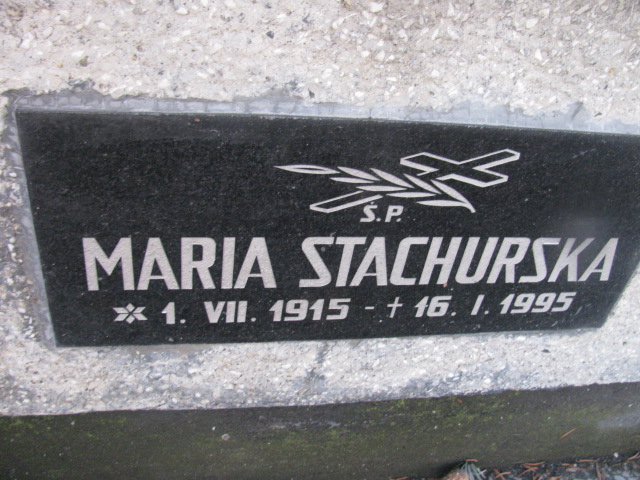 Ś.P.
MARIA STACHURSKA
* 1. VII. 1915 - † 16. I. 1995